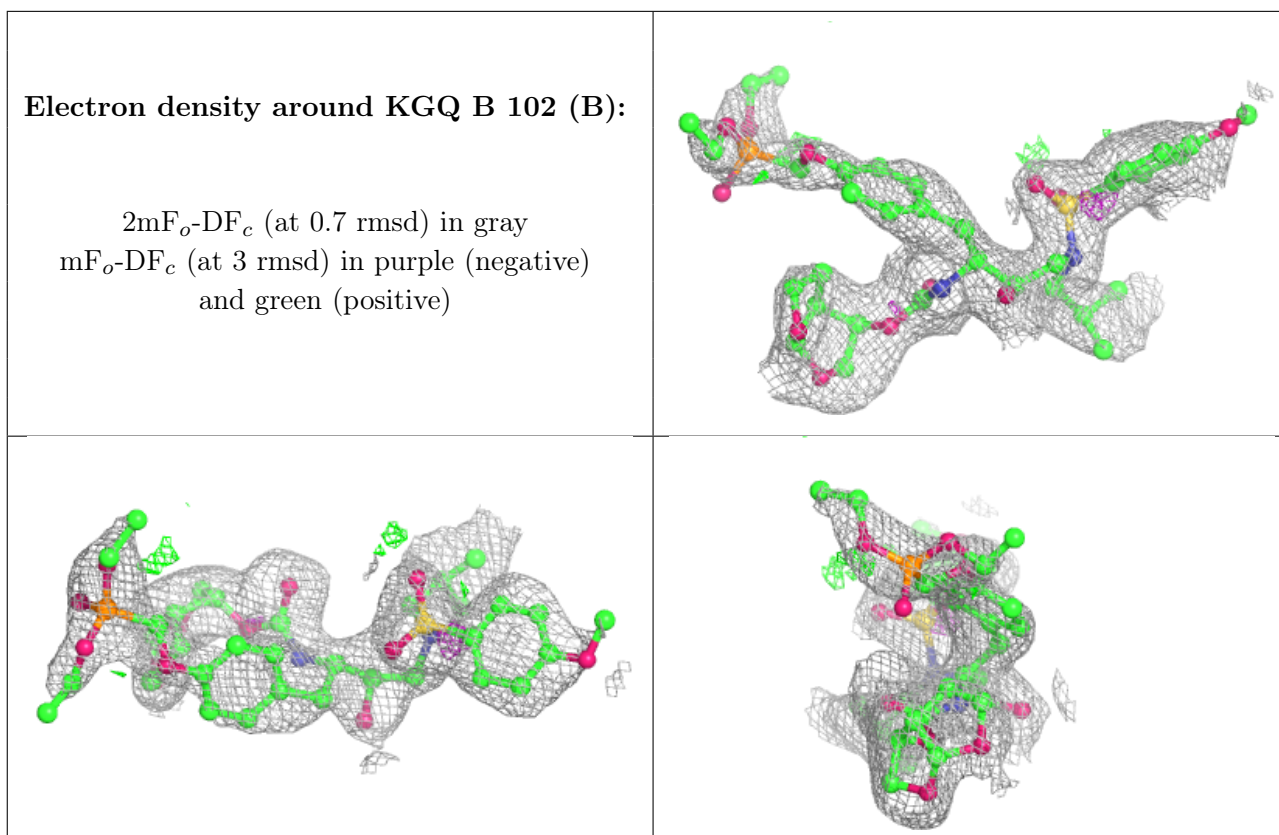 Electron density around KGQ B 102 (B):
2mFₒ-DF𝒸 (at 0.7 rmsd) in gray
mFₒ-DF𝒸 (at 3 rmsd) in purple (negative)
and green (positive)